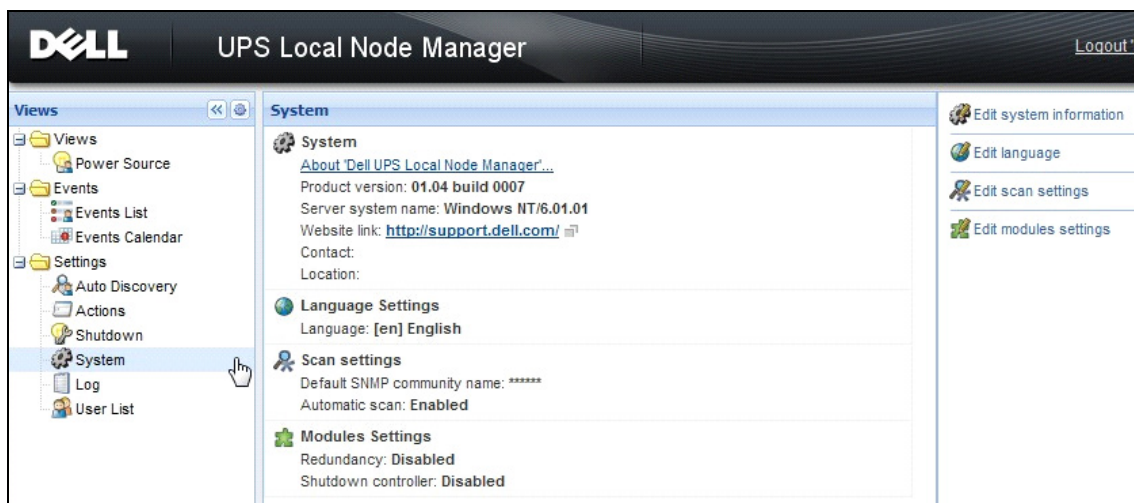 DELL
UPS Local Node Manager
Logout
Views
Views
Power Source
Events
Events List
Events Calendar
Settings
Auto Discovery
Actions
Shutdown
System
Log
User List
System
System
About 'Dell UPS Local Node Manager'...
Product version: 01.04 build 0007
Server system name: Windows NT/6.01.01
Website link: http://support.dell.com/
Contact:
Location:
Language Settings
Language: [en] English
Scan settings
Default SNMP community name: ******
Automatic scan: Enabled
Modules Settings
Redundancy: Disabled
Shutdown controller: Disabled
Edit system information
Edit language
Edit scan settings
Edit modules settings